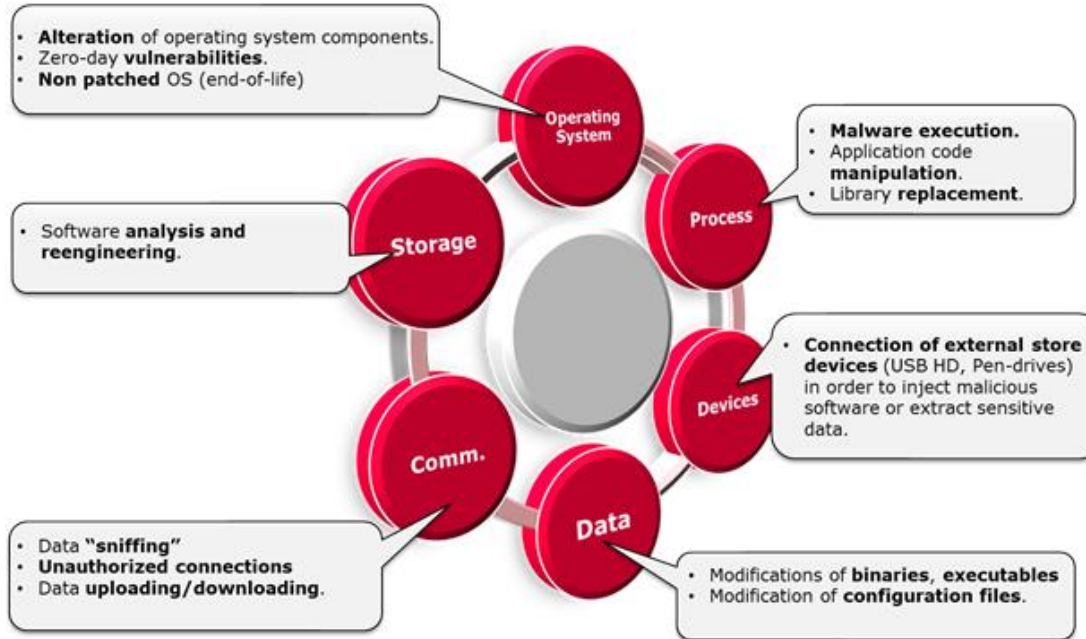 • Alteration of operating system components.
• Zero-day vulnerabilities.
• Non patched OS (end-of-life)
Operating
System
• Malware execution.
• Application code
manipulation.
• Library replacement.
Process
• Software analysis and
reengineering.
Storage
• Connection of external store
devices (USB HD, Pen-drives)
in order to inject malicious
software or extract sensitive
data.
Devices
Comm.
• Data “sniffing”
• Unauthorized connections
• Data uploading/downloading.
Data
• Modifications of binaries, executables
• Modification of configuration files.